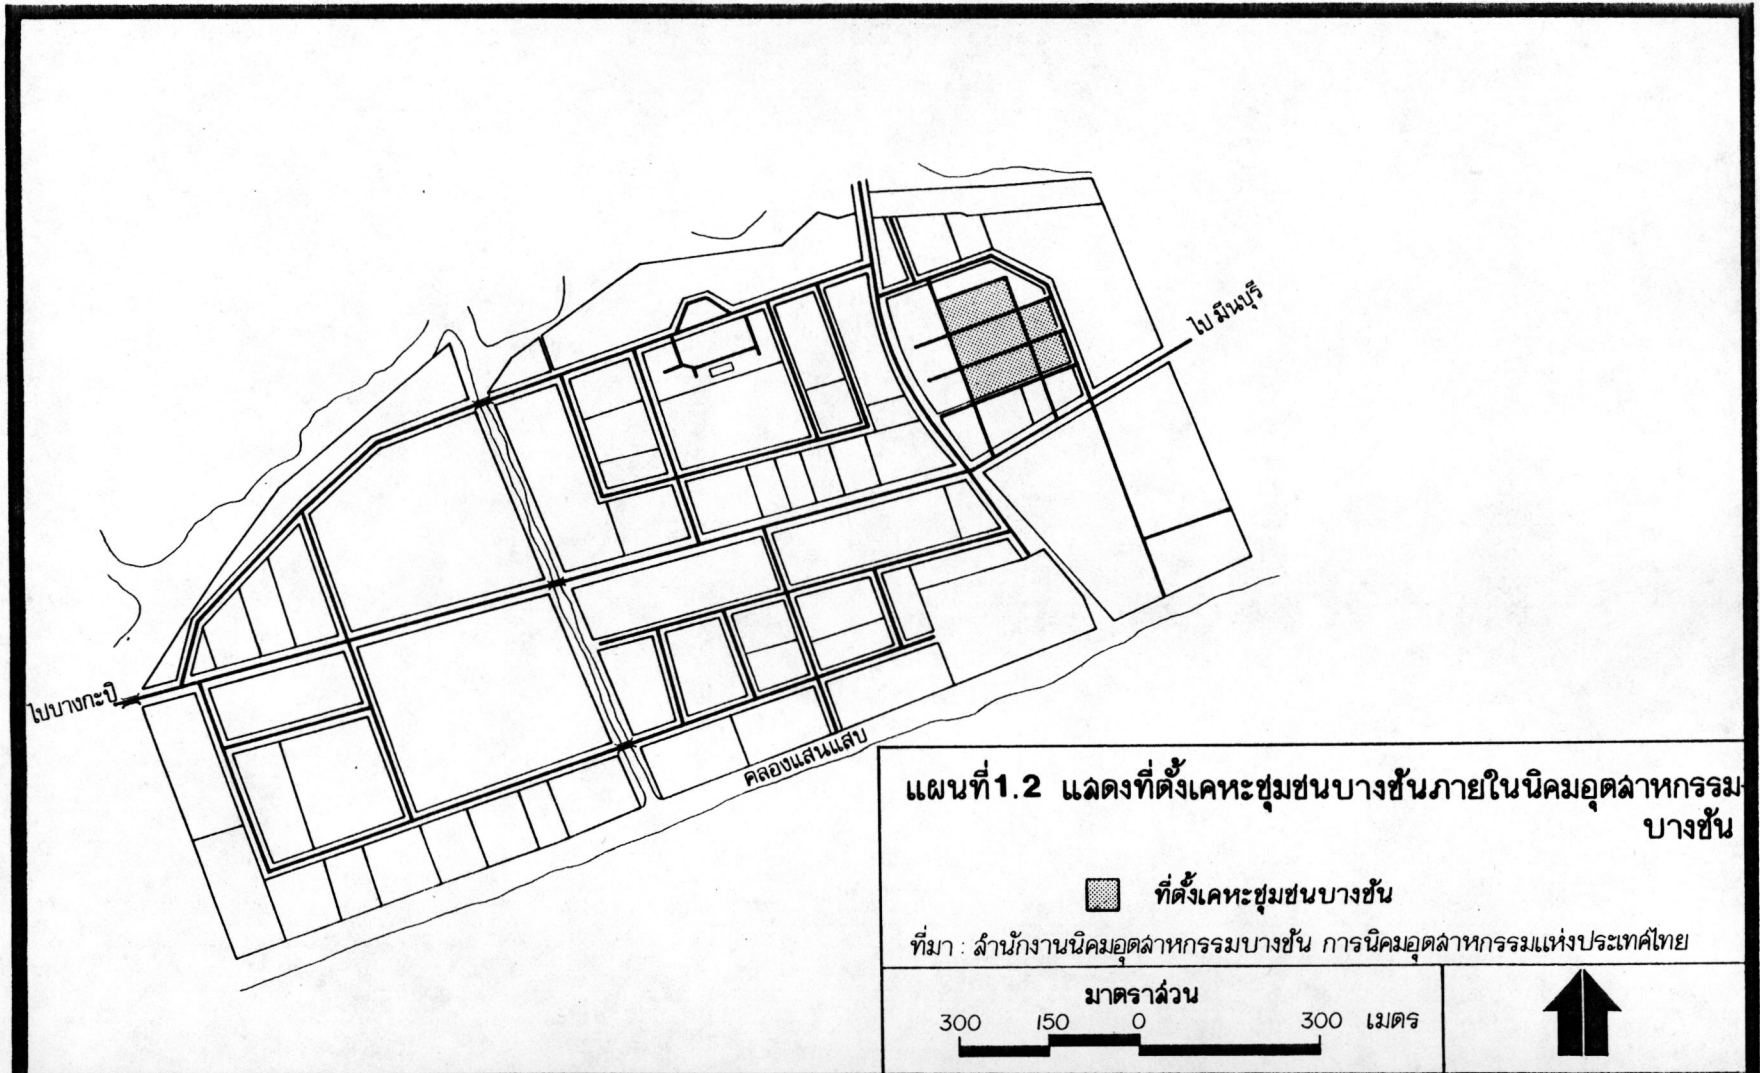 ไป มีนบุรี
ไปบางกะปิ
คลองแสนแสบ
แผนที่1.2 แสดงที่ตั้งเคหะชุมชนบางชันภายในนิคมอุตสาหกรรม-
บางชัน
ที่ตั้งเคหะชุมชนบางชัน
ที่มา : สำนักงานนิคมอุตสาหกรรมบางชัน การนิคมอุตสาหกรรมแห่งประเทศไทย
มาตราส่วน
300 150 0 300 เมตร